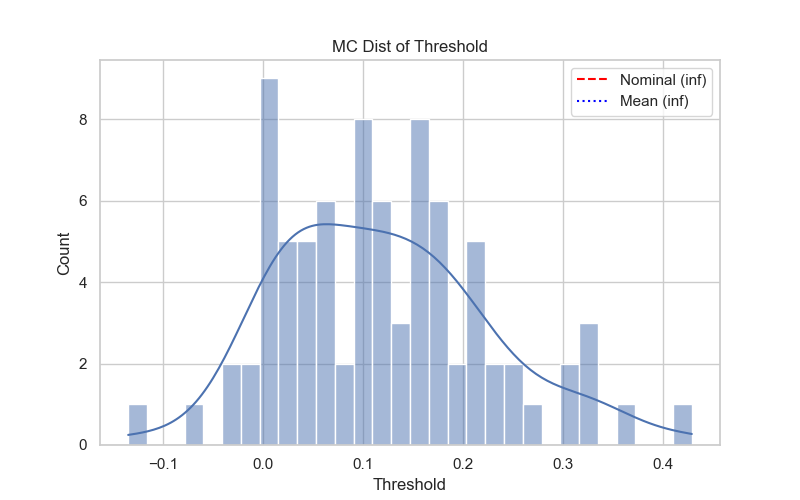 MC Dist of Threshold
Nominal (inf)
Mean (inf)
8
6
4
2
0
Count
−0.1
0.0
0.1
0.2
0.3
0.4
Threshold